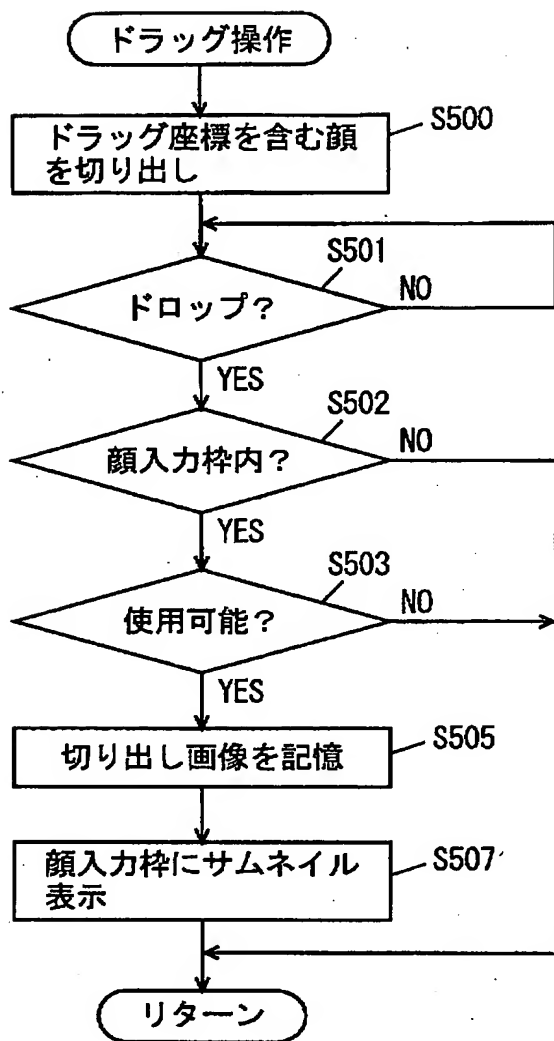 ドラッグ操作
S500
ドラッグ座標を含む顔
を切り出し
S501
ドロップ？
NO
YES
S502
顔入力枠内？
NO
YES
S503
使用可能？
NO
YES
S505
切り出し画像を記憶
S507
顔入力枠にサムネイル
表示
リターン